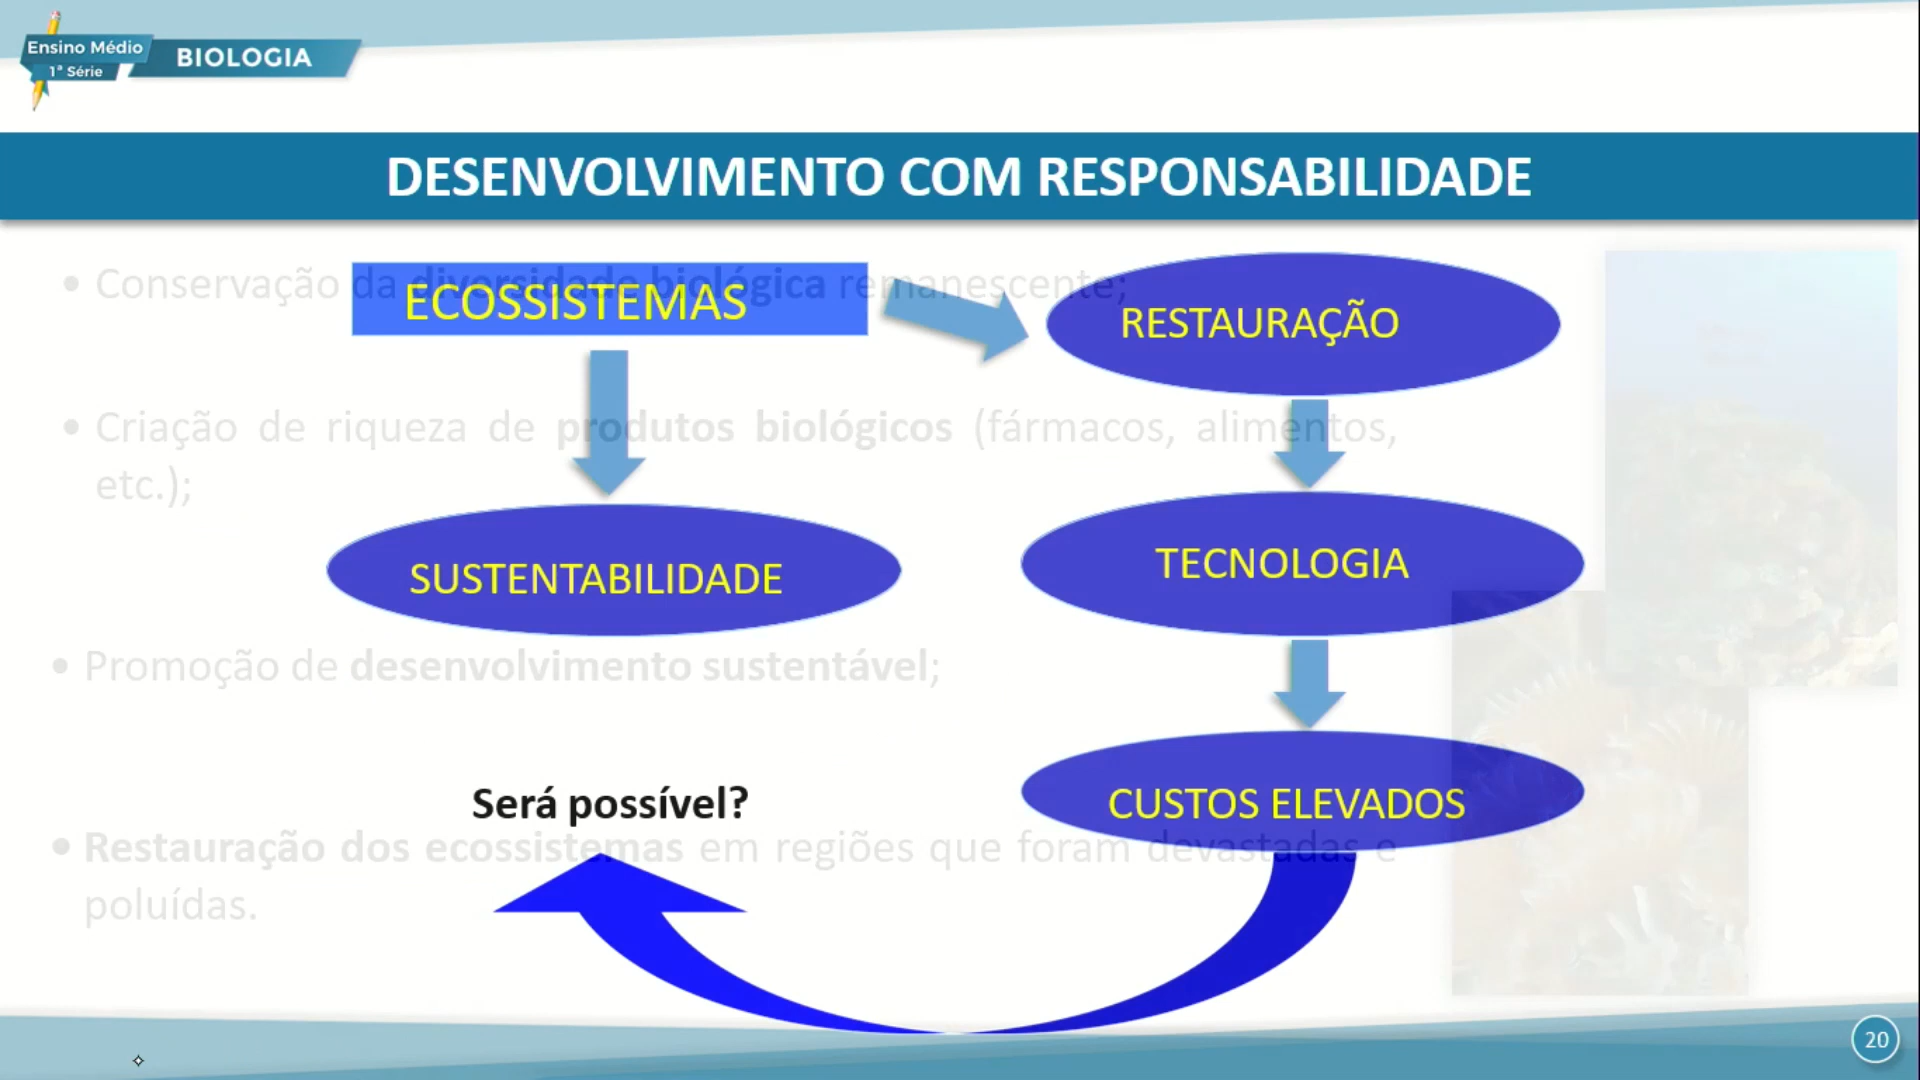 Ensino Médio
1ª Série
BIOLOGIA
DESENVOLVIMENTO COM RESPONSABILIDADE
• Conservação da diversidade biológica remanescente;
ECOSSISTEMAS
RESTAURAÇÃO
• Criação de riqueza de produtos biológicos (fármacos, alimentos,
etc.);
SUSTENTABILIDADE
TECNOLOGIA
• Promoção de desenvolvimento sustentável;
Será possível?
CUSTOS ELEVADOS
• Restauração dos ecossistemas em regiões que foram devastadas e
poluídas.
20